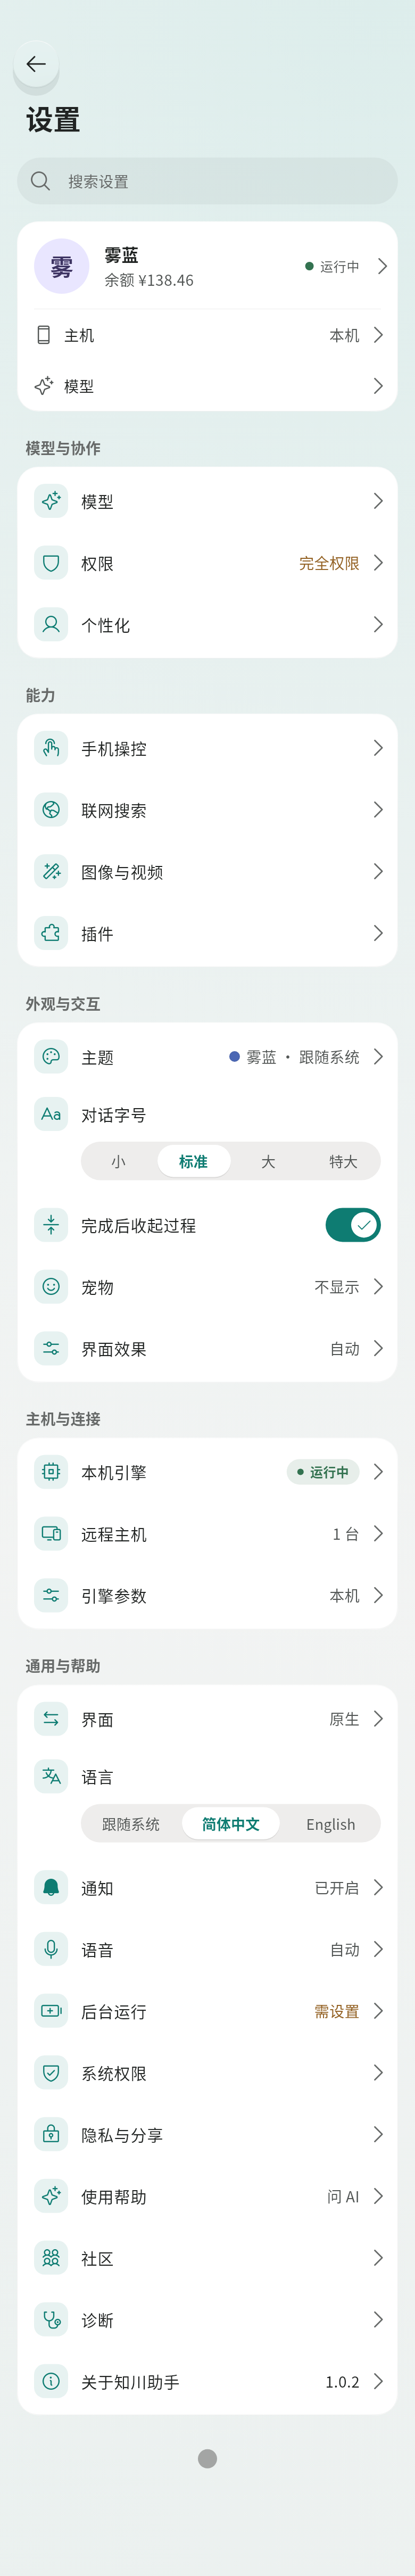 设置
搜索设置
雾
雾蓝
余额 ¥138.46
运行中
主机
本机
模型
模型与协作
模型
权限
完全权限
个性化
能力
手机操控
联网搜索
图像与视频
插件
外观与交互
主题
雾蓝 · 跟随系统
Aa
对话字号
小
标准
大
特大
完成后收起过程
宠物
不显示
界面效果
自动
主机与连接
本机引擎
运行中
远程主机
1 台
引擎参数
本机
通用与帮助
界面
原生
语言
跟随系统
简体中文
English
通知
已开启
语音
自动
后台运行
需设置
系统权限
隐私与分享
使用帮助
问 AI
社区
诊断
关于知川助手
1.0.2